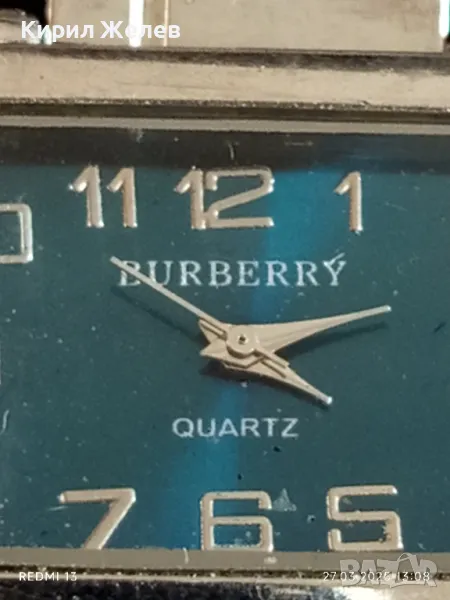 Кирил Желев
11 12 1
BURBERRY
QUARTZ
7 6 5
REDMI 13